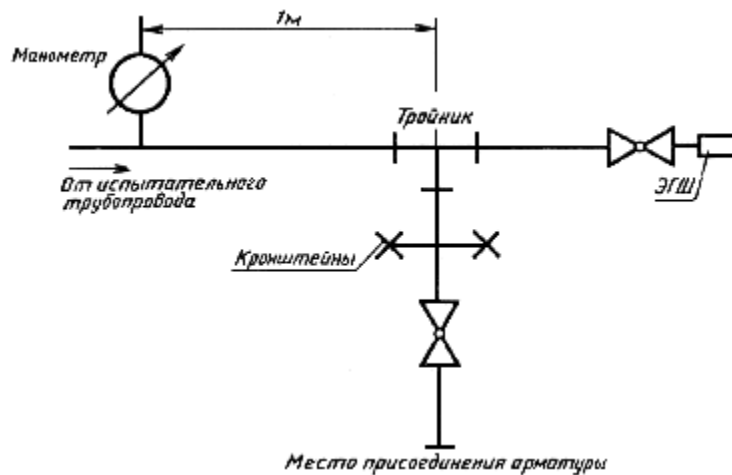 1м
Манометр
Тройник
От испытательного
трубопровода
ЭГШ
Кронштейны
Место присоединения арматуры